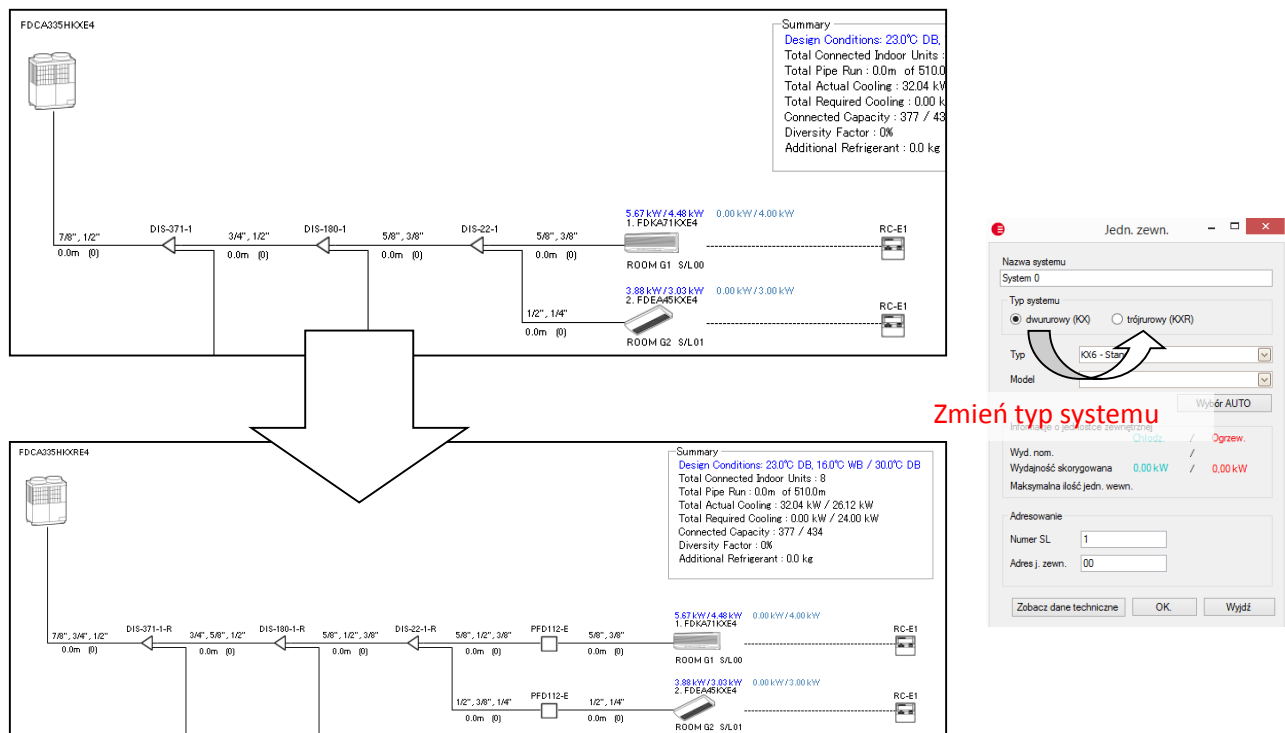 FDCA335HKXE4
Summary
Design Conditions: 23.0°C DB,
Total Connected Indoor Units :
Total Pipe Run : 0.0m of 510.0
Total Actual Cooling : 32.04 kW
Total Required Cooling : 0.00 k
Connected Capacity : 377 / 43
Diversity Factor : 0%
Additional Refrigerant : 0.0 kg
5.67 kW / 4.48 kW 0.00 kW / 4.00 kW
1. FDKA71KXE4
7/8", 1/2" DIS-371-1 3/4", 1/2" DIS-180-1 5/8", 3/8" DIS-22-1 5/8", 3/8" RC-E1
0.0m (0) 0.0m (0) 0.0m (0) 0.0m (0)
ROOM G1 S/L00
3.88 kW / 3.03 kW 0.00 kW / 3.00 kW
2. FDEA45KXE4
1/2", 1/4" RC-E1
0.0m (0)
ROOM G2 S/L01
Jedn. zewn.
Nazwa systemu
System 0
Typ systemu
dwururowy (KX) trójrurowy (KXR)
Typ KX6 - Stan
Model
Wybór AUTO
Zmień typ systemu
Informacje o jednostce zewnętrznej
Chłodz. / Ogrzew.
Wyd. nom. /
Wydajność skorygowana 0.00 kW / 0,00 kW
Maksymalna ilość jedn. wewn.
Adresowanie
Numer SL 1
Adres j. zewn. 00
Zobacz dane techniczne OK. Wyjdź
FDCA335HKXRE4
Summary
Design Conditions: 23.0°C DB, 16.0°C WB / 30.0°C DB
Total Connected Indoor Units : 8
Total Pipe Run : 0.0m of 510.0m
Total Actual Cooling : 32.04 kW / 26.12 kW
Total Required Cooling : 0.00 kW / 24.00 kW
Connected Capacity : 377 / 434
Diversity Factor : 0%
Additional Refrigerant : 0.0 kg
5.67 kW / 4.48 kW 0.00 kW / 4.00 kW
1. FDKA71KXE4
7/8", 3/4", 1/2" DIS-371-1-R 3/4", 5/8", 1/2" DIS-180-1-R 5/8", 1/2", 3/8" DIS-22-1-R 5/8", 1/2", 3/8" PFD112-E 5/8", 3/8" RC-E1
0.0m (0) 0.0m (0) 0.0m (0) 0.0m (0) 0.0m (0)
ROOM G1 S/L00
3.88 kW / 3.03 kW 0.00 kW / 3.00 kW
2. FDEA45KXE4
1/2", 3/8", 1/4" PFD112-E 1/2", 1/4" RC-E1
0.0m (0) 0.0m (0)
ROOM G2 S/L01